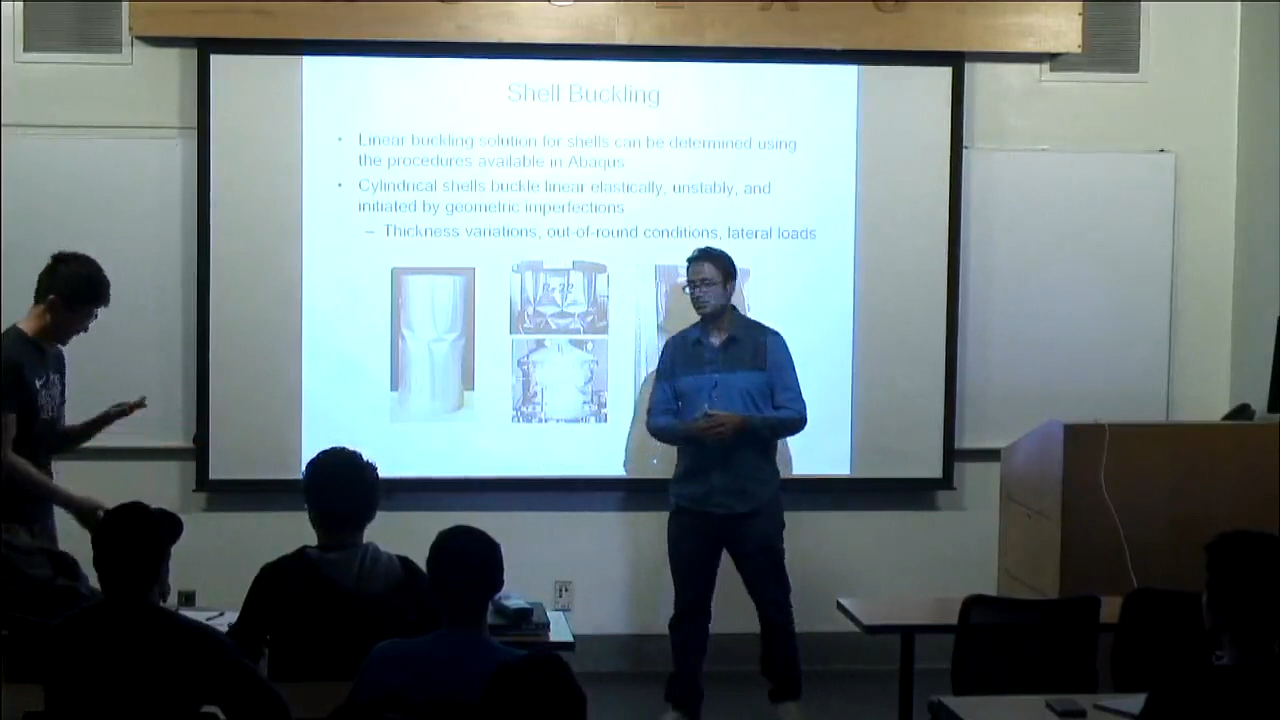 Shell Buckling
• Linear buckling solution for shells can be determined using
the procedures available in Abaqus
• Cylindrical shells buckle linear elastically, unstably, and
initiated by geometric imperfections
– Thickness variations, out-of-round conditions, lateral loads